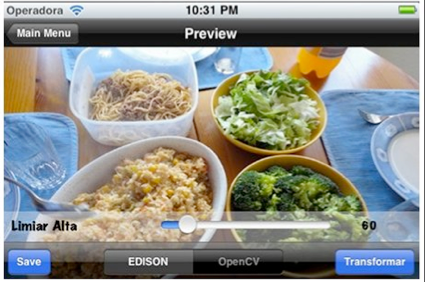 Operadora 10:31 PM
Main Menu Preview
Limiar Alta 60
Save EDISON OpenCV Transformar